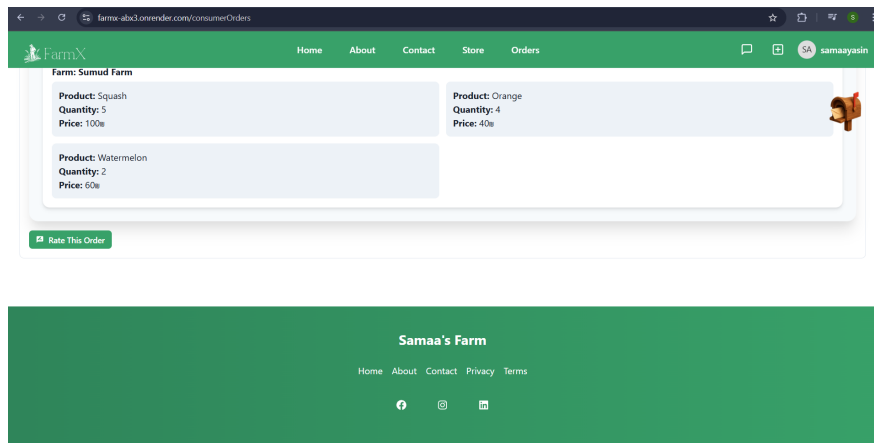 farmx-abx3.onrender.com/consumerOrders
S
FarmX
Home About Contact Store Orders
SA samaayasin
Farm: Sumud Farm
Product: Squash
Quantity: 5
Price: 100₪
Product: Orange
Quantity: 4
Price: 40₪
Product: Watermelon
Quantity: 2
Price: 60₪
Rate This Order
Samaa's Farm
Home About Contact Privacy Terms